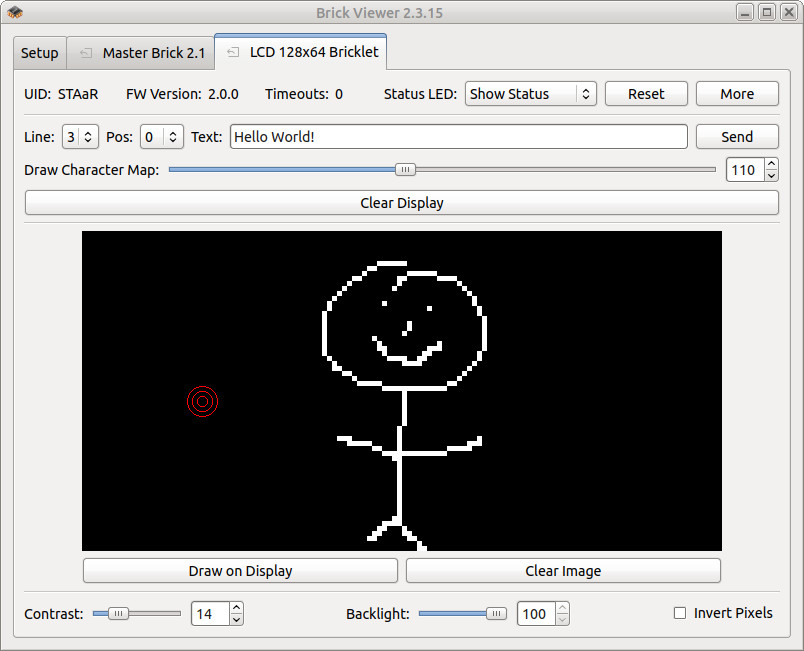 Brick Viewer 2.3.15
Setup Master Brick 2.1 LCD 128x64 Bricklet
UID: STAaR FW Version: 2.0.0 Timeouts: 0 Status LED: Show Status Reset More
Line: 3 Pos: 0 Text: Hello World! Send
Draw Character Map: 110
Clear Display
Draw on Display Clear Image
Contrast: 14 Backlight: 100 Invert Pixels